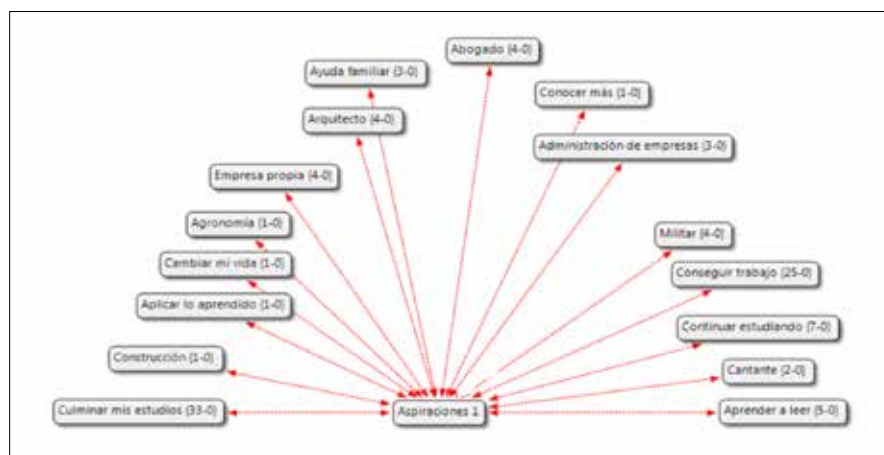 Abogado {4-0}
Ayuda familiar {3-0}
Conocer más {1-0}
Arquitecto {4-0}
Administración de empresas {3-0}
Empresa propia {4-0}
Agronomía {1-0}
Militar {4-0}
Cambiar mi vida {1-0}
Conseguir trabajo {25-0}
Aplicar lo aprendido {1-0}
Continuar estudiando {7-0}
Construcción {1-0}
Cantante {2-0}
Culminar mis estudios {33-0}
Aspiraciones 1
Aprender a leer {5-0}